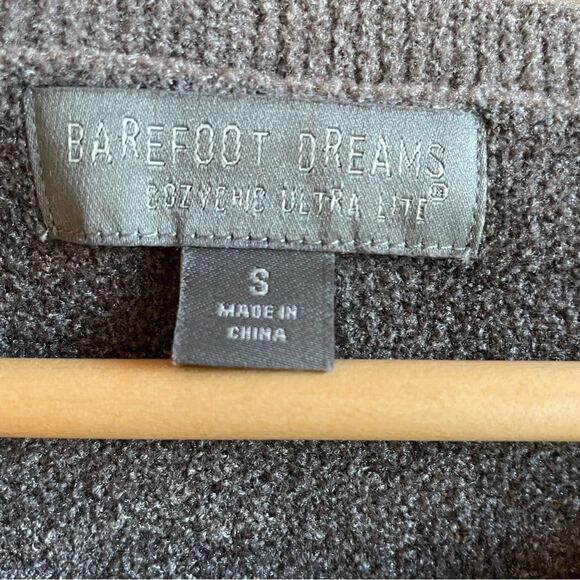 BAREFOOT DREAMS
COZYCHIC ULTRA LITE®
S
MADE IN
CHINA